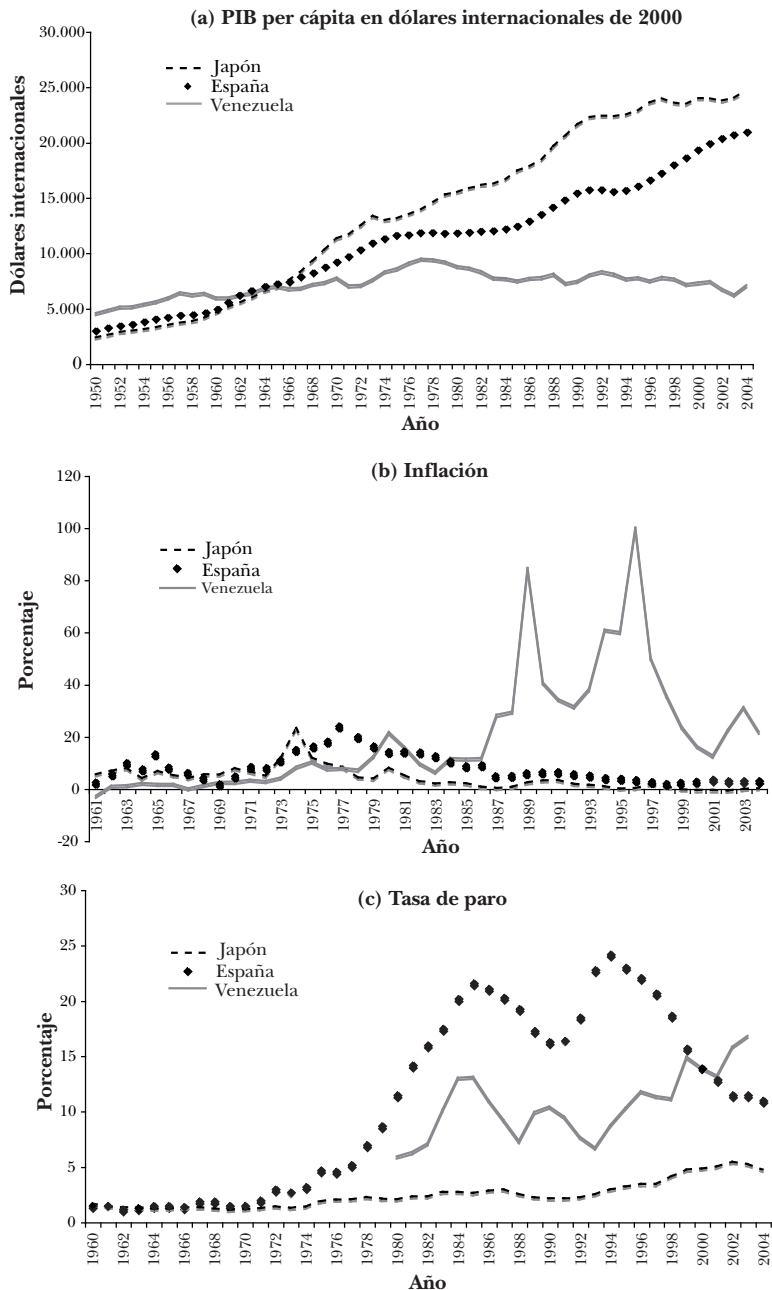 (a) PIB per cápita en dólares internacionales de 2000
30.000
25.000
20.000
15.000
10.000
5.000
0
Dólares internacionales
Japón
España
Venezuela
1950 1952 1954 1956 1958 1960 1962 1964 1966 1968 1970 1972 1974 1976 1978 1980 1982 1984 1986 1988 1990 1992 1994 1996 1998 2000 2002 2004
Año
(b) Inflación
120
100
80
60
40
20
0
-20
Porcentaje
Japón
España
Venezuela
1961 1963 1965 1967 1969 1971 1973 1975 1977 1979 1981 1983 1985 1987 1989 1991 1993 1995 1997 1999 2001 2003
Año
(c) Tasa de paro
30
25
20
15
10
5
0
Porcentaje
Japón
España
Venezuela
1960 1962 1964 1966 1968 1970 1972 1974 1976 1978 1980 1982 1984 1986 1988 1990 1992 1994 1996 1998 2000 2002 2004
Año